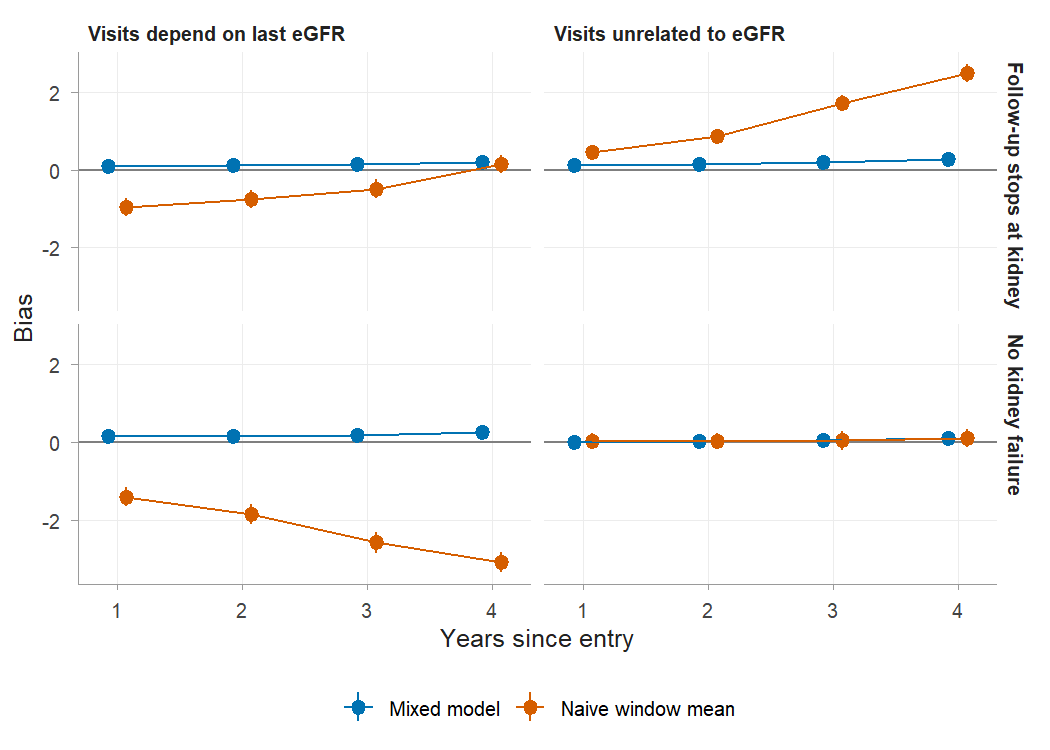 Visits depend on last eGFR
Visits unrelated to eGFR
2
0
-2
Follow-up stops at kidney
2
0
-2
No kidney failure
Bias
1
2
3
4
1
2
3
4
Years since entry
Mixed model
Naive window mean